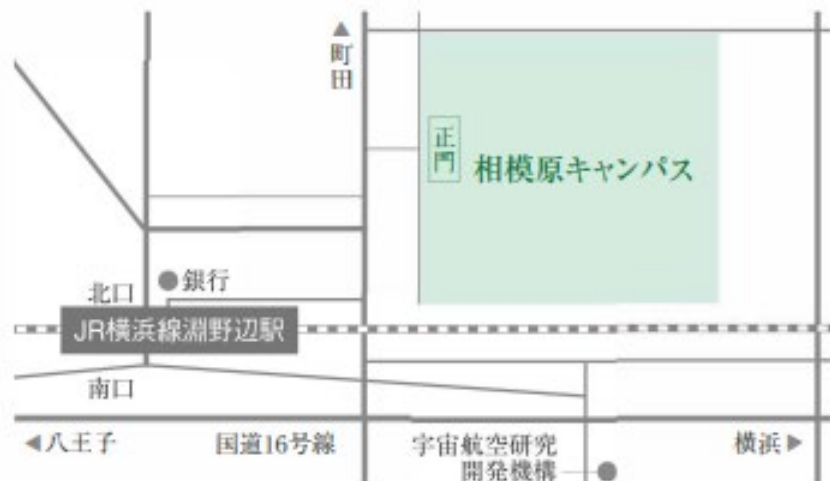 ▲
町田
正門
相模原キャンパス
北口
●銀行
JR横浜線淵野辺駅
南口
◀八王子
国道16号線
宇宙航空研究
開発機構
横浜▶